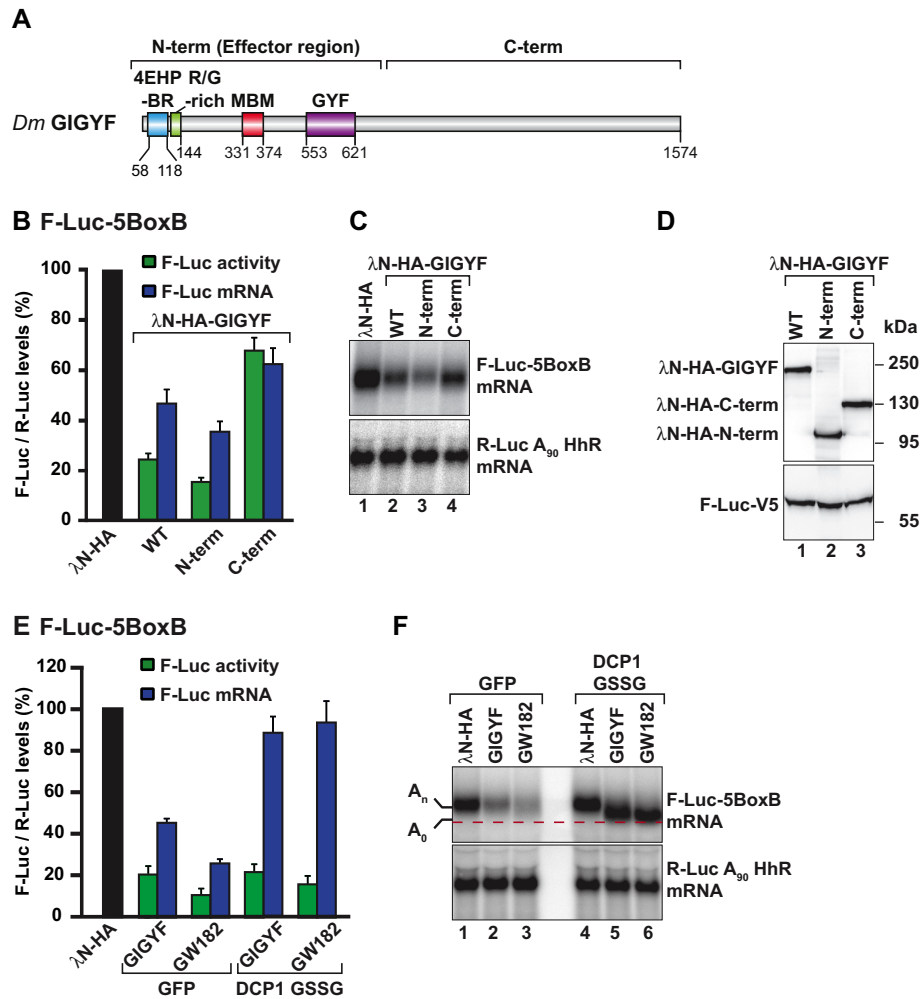 A
N-term (Effector region) C-term
4EHP R/G
-BR -rich MBM GYF
Dm GIGYF
58 118 144 331 374 553 621 1574
B F-Luc-5BoxB
F-Luc / R-Luc levels (%)
100
80
60
40
20
0
F-Luc activity
F-Luc mRNA
λN-HA-GIGYF
λN-HA WT N-term C-term
C
λN-HA-GIGYF
λN-HA WT N-term C-term
F-Luc-5BoxB
mRNA
R-Luc A90 HhR
mRNA
1 2 3 4
D
λN-HA-GIGYF
WT N-term C-term kDa
λN-HA-GIGYF 250
λN-HA-C-term 130
λN-HA-N-term 95
F-Luc-V5
55
1 2 3
E F-Luc-5BoxB
F-Luc / R-Luc levels (%)
120
100
80
60
40
20
0
F-Luc activity
F-Luc mRNA
λN-HA GIGYF GW182 GIGYF GW182
GFP DCP1 GSSG
F
GFP DCP1
GSSG
λN-HA GIGYF GW182 λN-HA GIGYF GW182
An
A0
F-Luc-5BoxB
mRNA
R-Luc A90 HhR
mRNA
1 2 3 4 5 6